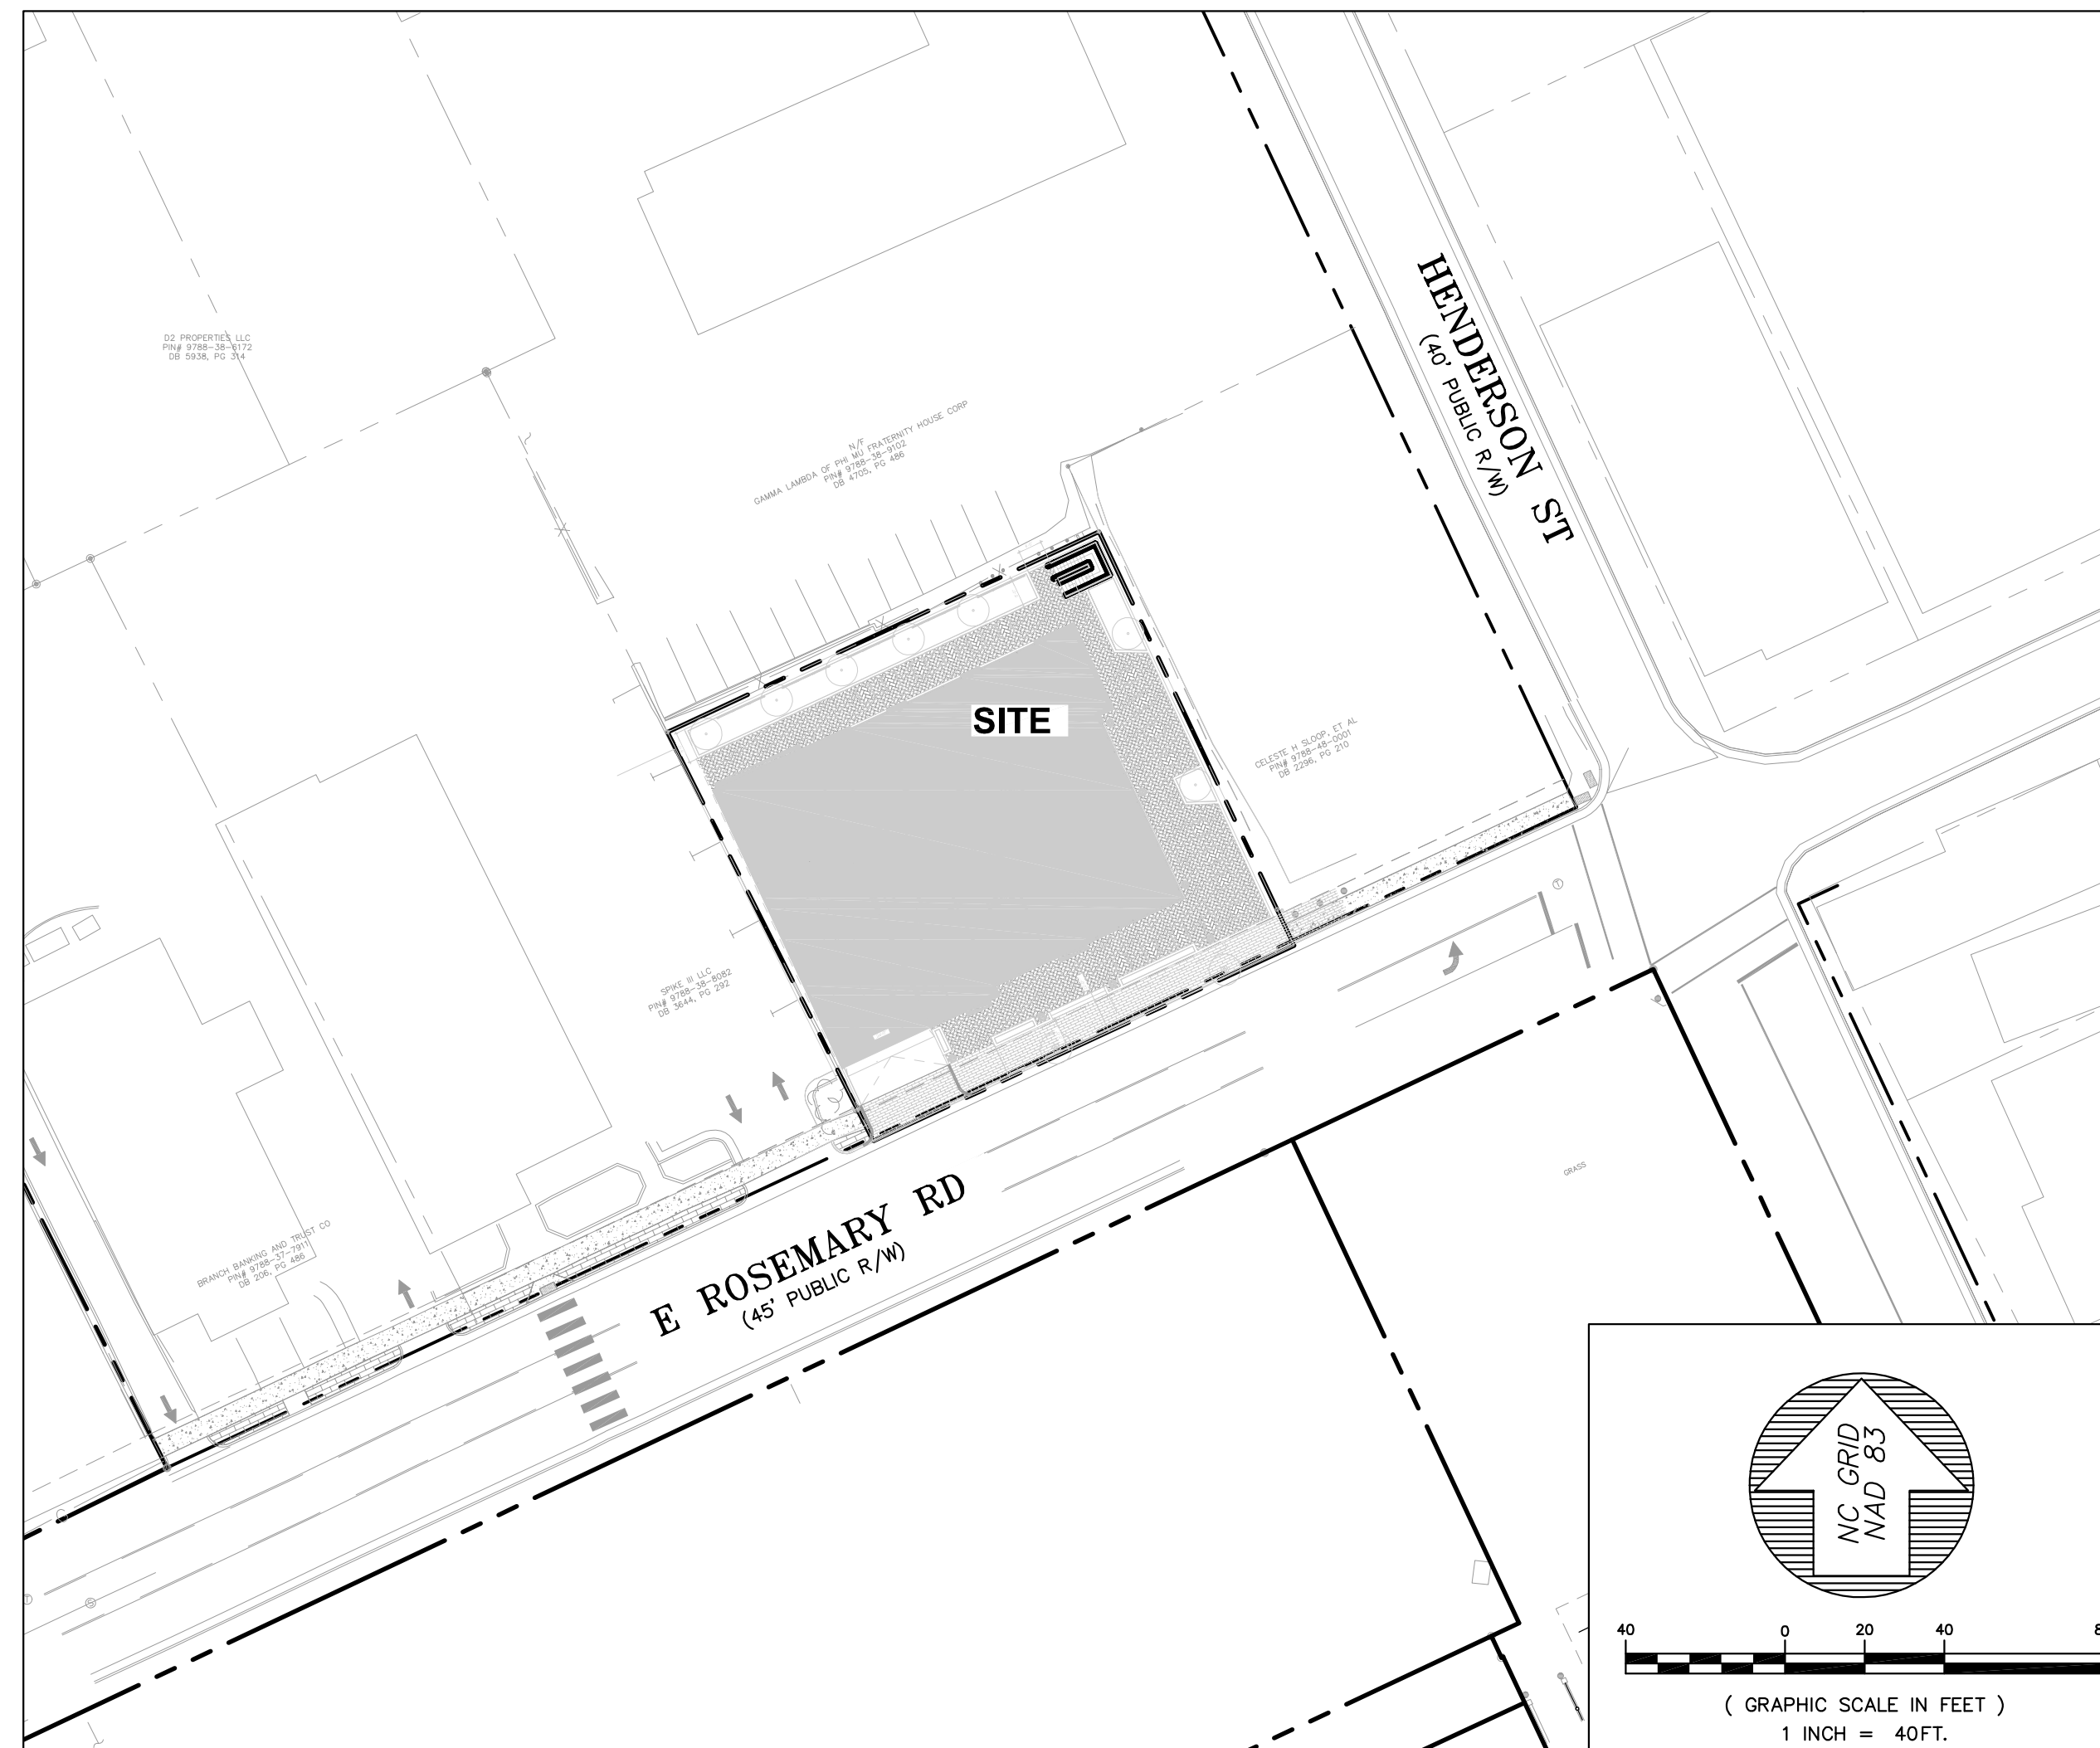 HENDERSON ST
(40' PUBLIC R/W)
D2 PROPERTIES LLC
PIN# 9788-38-6172
DB 5938, PG 314
N/F
GAMMA LAMBDA OF PHI MU FRATERNITY HOUSE CORP
PIN# 9788-38-9102
DB 4705, PG 486
SITE
CELESTE H SLOOP, ET AL
PIN# 9788-48-0001
DB 2296, PG 210
SPIKE III LLC
PIN# 9788-38-8082
DB 3644, PG 292
GRASS
E ROSEMARY RD
(45' PUBLIC R/W)
BRANCH BANKING AND TRUST CO
PIN# 9788-37-7911
DB 206, PG 486
NC GRID
NAD 83
40 0 20 40
( GRAPHIC SCALE IN FEET )
1 INCH = 40FT.